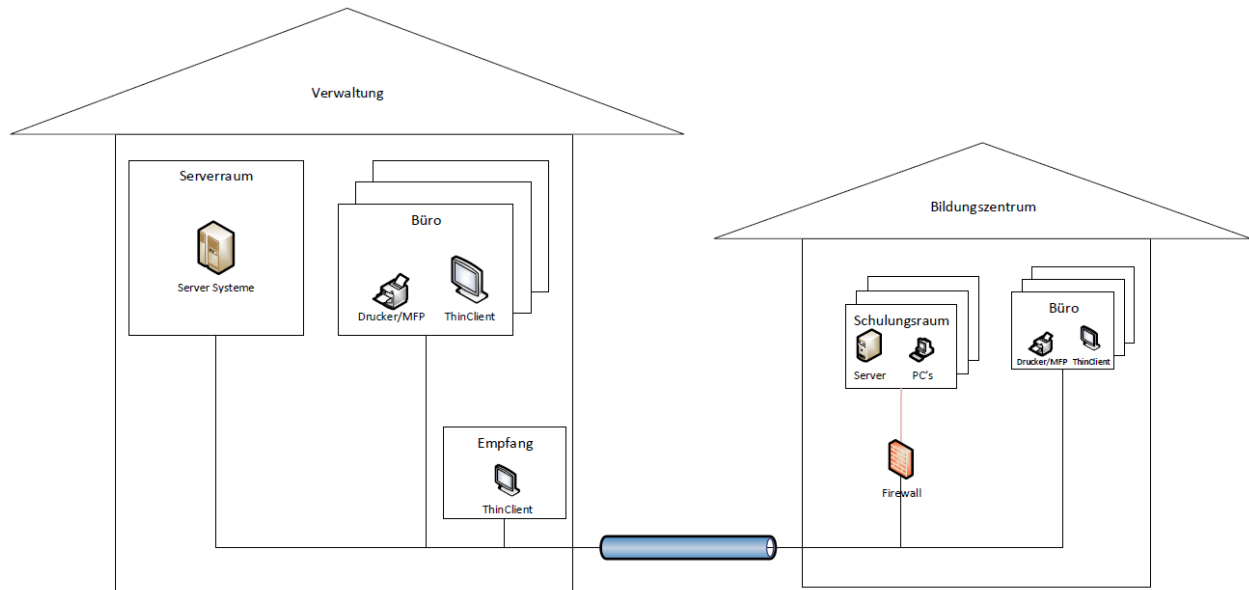 Verwaltung
Serverraum
Server Systeme
Büro
Drucker/MFP
ThinClient
Empfang
ThinClient
Bildungszentrum
Schulungsraum
Server
PC's
Firewall
Büro
Drucker/MFP
ThinClient